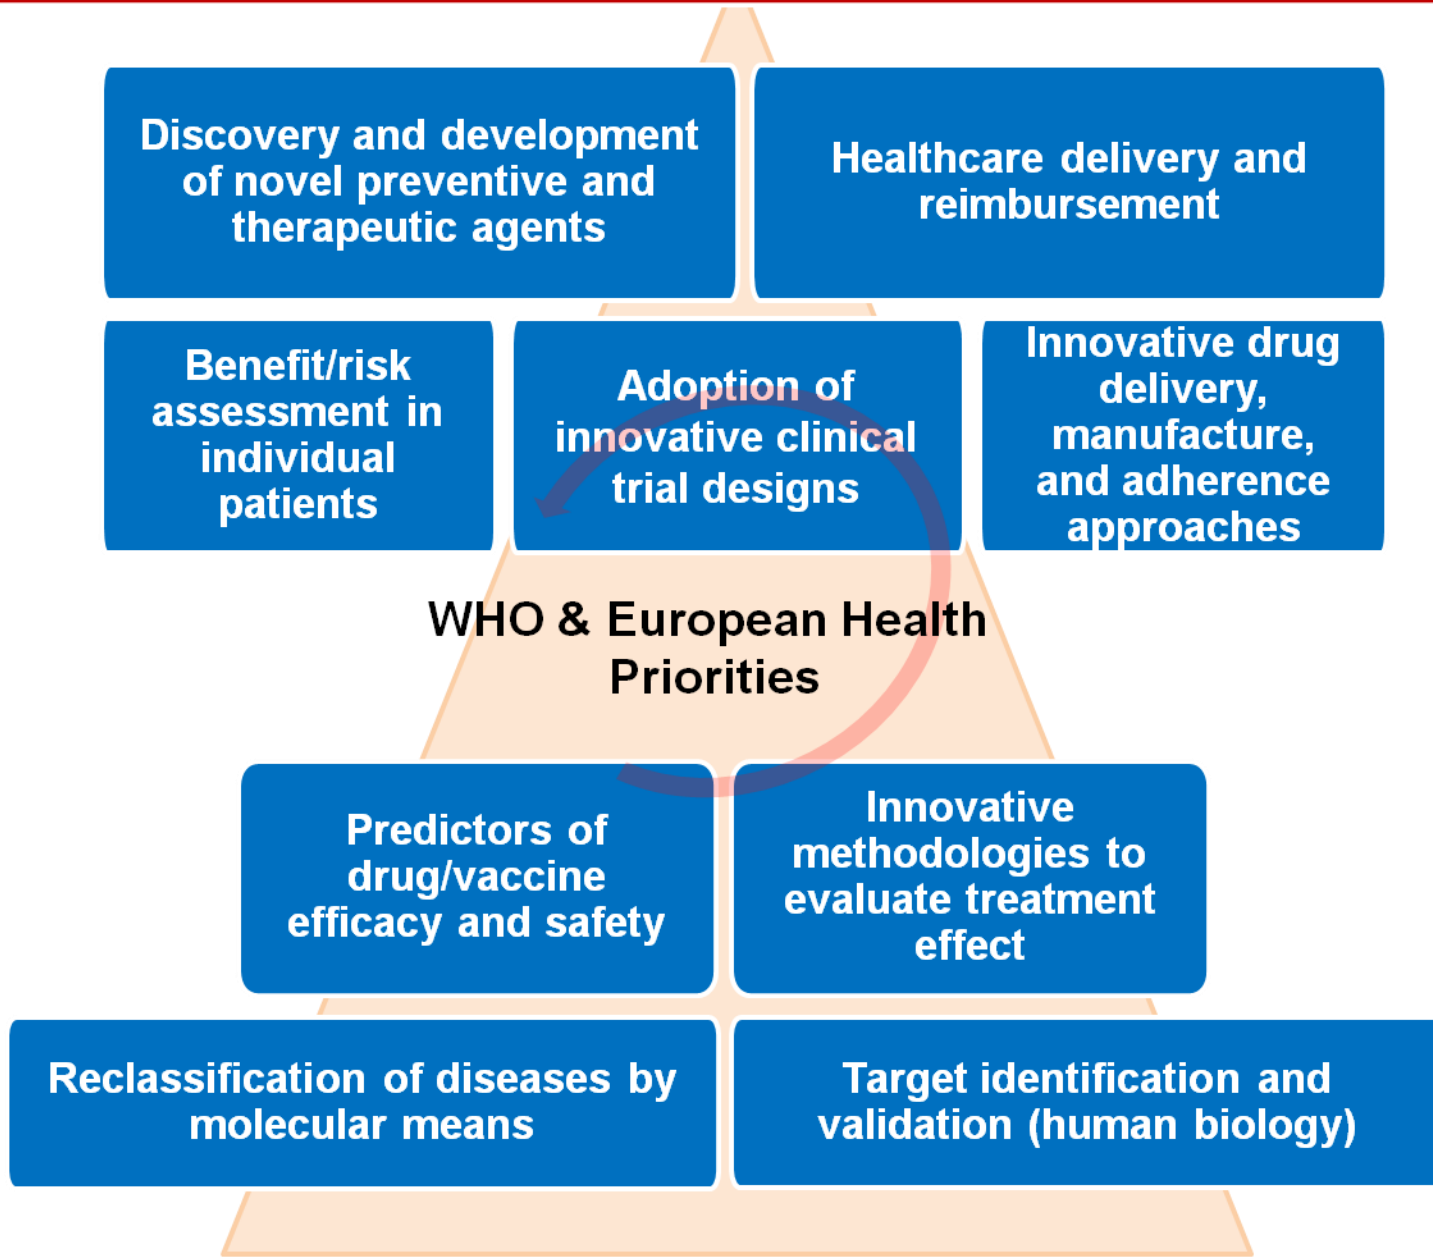 Discovery and development
of novel preventive and
therapeutic agents
Healthcare delivery and
reimbursement
Benefit/risk
assessment in
individual
patients
Adoption of
innovative clinical
trial designs
Innovative drug
delivery,
manufacture,
and adherence
approaches
WHO & European Health
Priorities
Predictors of
drug/vaccine
efficacy and safety
Innovative
methodologies to
evaluate treatment
effect
Reclassification of diseases by
molecular means
Target identification and
validation (human biology)